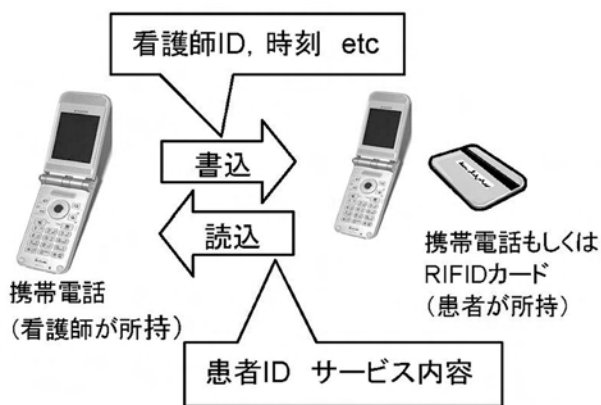 看護師ID, 時刻 etc
書込
読込
携帯電話
(看護師が所持)
携帯電話もしくは
RIFIDカード
(患者が所持)
患者ID サービス内容